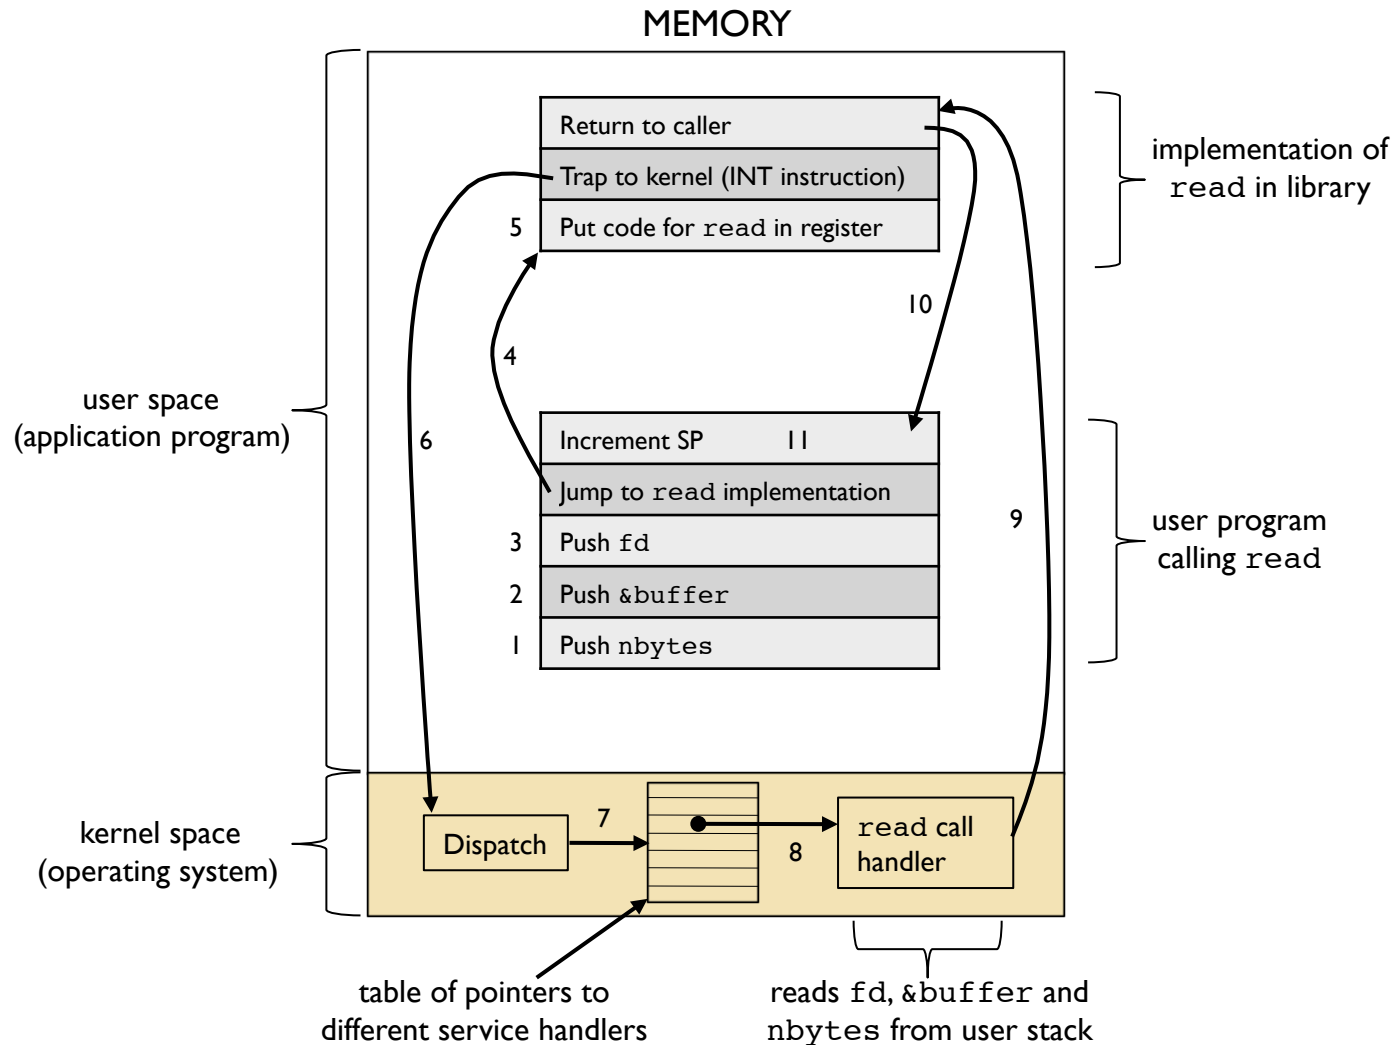 MEMORY
Return to caller
Trap to kernel (INT instruction)
5 Put code for read in register
implementation of
read in library
10
4
user space
(application program)
6
Increment SP 11
Jump to read implementation
3 Push fd
2 Push &buffer
1 Push nbytes
9
user program
calling read
kernel space
(operating system)
Dispatch
7
8
read call
handler
table of pointers to
different service handlers
reads fd, &buffer and
nbytes from user stack